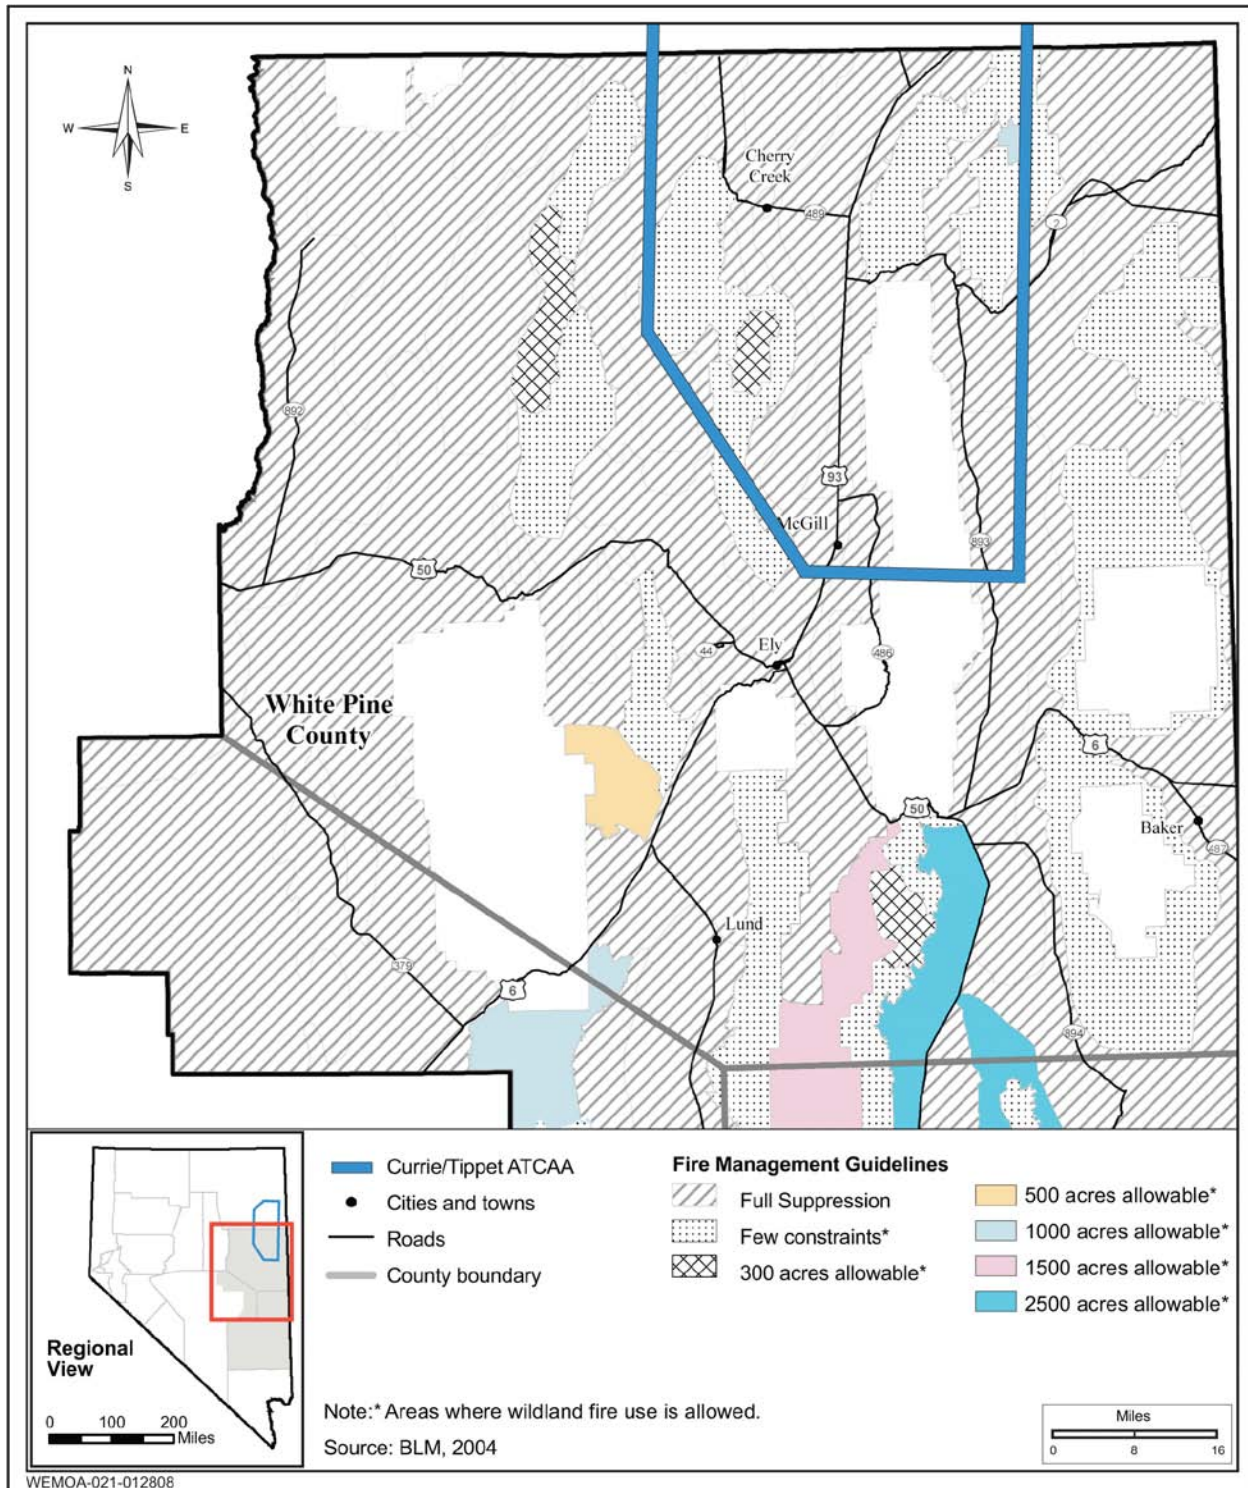 N
W E
S
Cherry
Creek
489
2
892
93
McGill
893
50
Ely
44
486
White Pine
County
6
50
Baker
487
Lund
379
6
894
Currie/Tippet ATCAA
Cities and towns
Roads
County boundary
Fire Management Guidelines
Full Suppression
Few constraints*
300 acres allowable*
500 acres allowable*
1000 acres allowable*
1500 acres allowable*
2500 acres allowable*
Regional
View
0 100 200
Miles
Note:* Areas where wildland fire use is allowed.
Source: BLM, 2004
Miles
0 8 16
WEMOA-021-012808